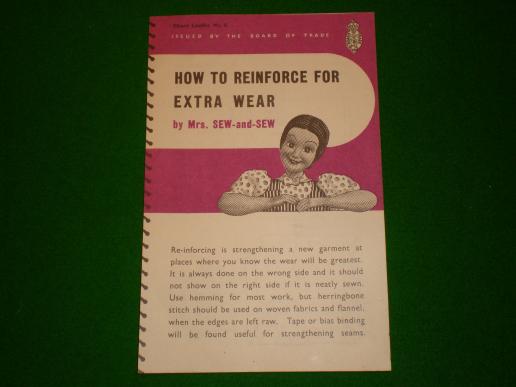 Short Leaflet No. 6
ISSUED BY THE BOARD OF TRADE
HOW TO REINFORCE FOR
EXTRA WEAR
by Mrs. SEW-and-SEW
Re-inforcing is strengthening a new garment at
places where you know the wear will be greatest.
It is always done on the wrong side and it should
not show on the right side if it is neatly sewn.
Use hemming for most work, but herringbone
stitch should be used on woven fabrics and flannel,
when the edges are left raw. Tape or bias binding
will be found useful for strengthening seams.